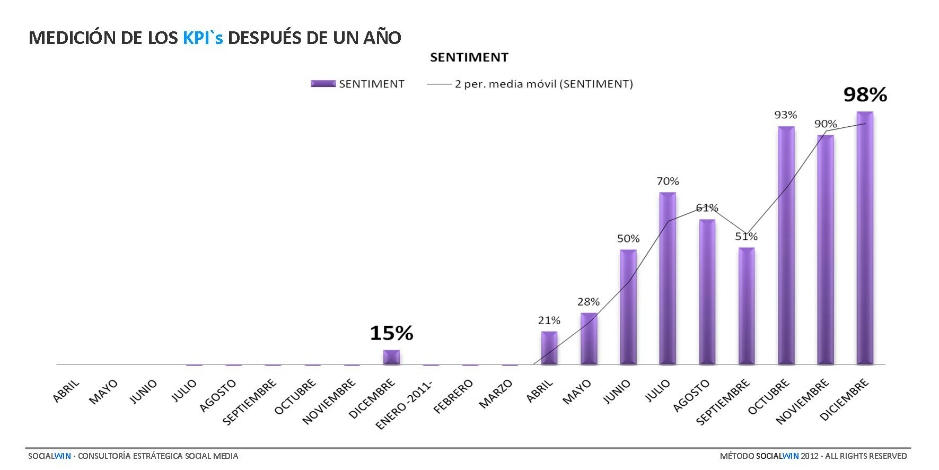 MEDICIÓN DE LOS KPI`s DESPUÉS DE UN AÑO
SENTIMENT
SENTIMENT 2 per. media móvil (SENTIMENT)
98%
93%
90%
70%
61%
51%
50%
28%
21%
15%
ABRIL
MAYO
JUNIO
JULIO
AGOSTO
SEPTIEMBRE
OCTUBRE
NOVIEMBRE
DICEMBRE
ENERO -2011-
FEBRERO
MARZO
ABRIL
MAYO
JUNIO
JULIO
AGOSTO
SEPTIEMBRE
OCTUBRE
NOVIEMBRE
DICIEMBRE
SOCIALWIN · CONSULTORÍA ESTRÁTEGICA SOCIAL MEDIA
MÉTODO SOCIALWIN 2012 - ALL RIGHTS RESERVED